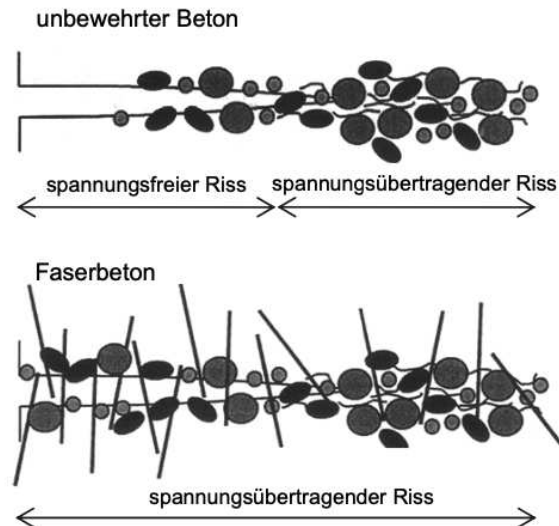 unbewehrter Beton
spannungsfreier Riss
spannungsübertragender Riss
Faserbeton
spannungsübertragender Riss